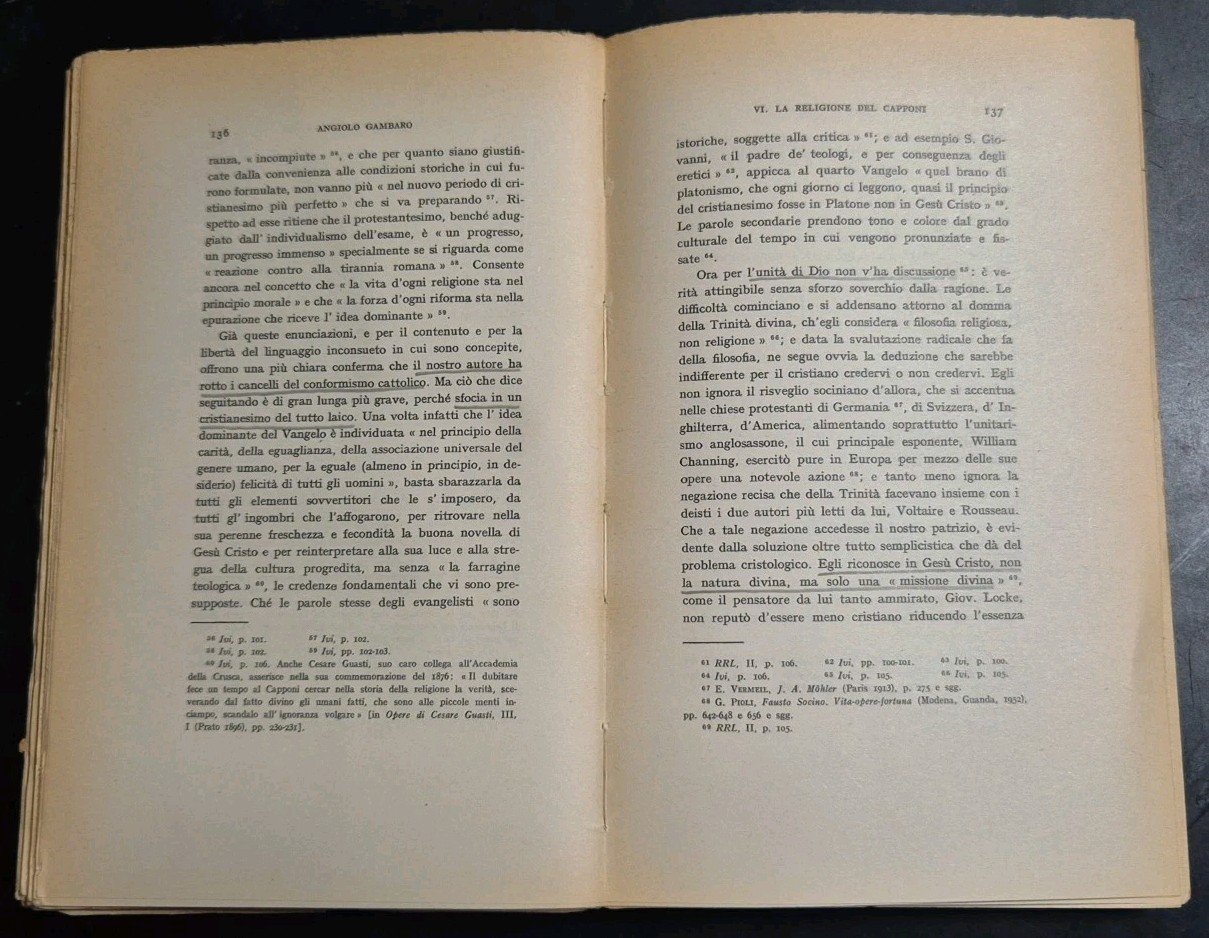 136
ANGIOLO GAMBARO
ranza, « incompiute » 56, e che per quanto siano giustifi-
cate dalla convenienza alle condizioni storiche in cui fu-
rono formulate, non vanno più « nel nuovo periodo di cri-
stianesimo più perfetto » che si va preparando 57. Ri-
spetto ad esse ritiene che il protestantesimo, benché adug-
giato dall' individualismo dell'esame, è « un progresso,
un progresso immenso » specialmente se si riguarda come
« reazione contro alla tirannia romana » 58. Consente
ancora nel concetto che « la vita d'ogni religione sta nel
principio morale » e che « la forza d'ogni riforma sta nella
epurazione che riceve l' idea dominante » 59.
Già queste enunciazioni, e per il contenuto e per la
libertà del linguaggio inconsueto in cui sono concepite,
offrono una più chiara conferma che il nostro autore ha
rotto i cancelli del conformismo cattolico. Ma ciò che dice
seguitando è di gran lunga più grave, perché sfocia in un
cristianesimo del tutto laico. Una volta infatti che l' idea
dominante del Vangelo è individuata « nel principio della
carità, della eguaglianza, della associazione universale del
genere umano, per la eguale (almeno in principio, in de-
siderio) felicità di tutti gli uomini », basta sbarazzarla da
tutti gli elementi sovvertitori che le s' imposero, da
tutti gl' ingombri che l'affogarono, per ritrovare nella
sua perenne freschezza e fecondità la buona novella di
Gesù Cristo e per reinterpretare alla sua luce e alla stre-
gua della cultura progredita, ma senza « la farragine
teologica » 60, le credenze fondamentali che vi sono pre-
supposte. Ché le parole stesse degli evangelisti « sono
56 Ivi, p. 101. 57 Ivi, p. 102.
58 Ivi, p. 102. 59 Ivi, pp. 102-103.
60 Ivi, p. 106. Anche Cesare Guasti, suo caro collega all'Accademia
della Crusca, asserisce nella sua commemorazione del 1876: « Il dubitare
fece un tempo al Capponi cercar nella storia della religione la verità, sce-
verando dal fatto divino gli umani fatti, che sono alle piccole menti in-
ciampo, scandalo all' ignoranza volgare » [in Opere di Cesare Guasti, III,
I (Prato 1896), pp. 230-231].
VI. LA RELIGIONE DEL CAPPONI
137
istoriche, soggette alla critica » 61; e ad esempio S. Gio-
vanni, « il padre de' teologi, e per conseguenza degli
eretici » 62, appicca al quarto Vangelo « quel brano di
platonismo, che ogni giorno ci leggono, quasi il principio
del cristianesimo fosse in Platone non in Gesù Cristo » 63.
Le parole secondarie prendono tono e colore dal grado
culturale del tempo in cui vengono pronunziate e fis-
sate 64.
Ora per l'unità di Dio non v'ha discussione 65: è ve-
rità attingibile senza sforzo soverchio dalla ragione. Le
difficoltà cominciano e si addensano attorno al domma
della Trinità divina, ch'egli considera « filosofia religiosa,
non religione » 66; e data la svalutazione radicale che fa
della filosofia, ne segue ovvia la deduzione che sarebbe
indifferente per il cristiano credervi o non credervi. Egli
non ignora il risveglio sociniano d'allora, che si accentua
nelle chiese protestanti di Germania 67, di Svizzera, d' In-
ghilterra, d'America, alimentando soprattutto l'unitari-
smo anglosassone, il cui principale esponente, William
Channing, esercitò pure in Europa per mezzo delle sue
opere una notevole azione 68; e tanto meno ignora la
negazione recisa che della Trinità facevano insieme con i
deisti i due autori più letti da lui, Voltaire e Rousseau.
Che a tale negazione accedesse il nostro patrizio, è evi-
dente dalla soluzione oltre tutto semplicistica che dà del
problema cristologico. Egli riconosce in Gesù Cristo, non
la natura divina, ma solo una « missione divina » 69,
come il pensatore da lui tanto ammirato, Giov. Locke,
non reputò d'essere meno cristiano riducendo l'essenza
61 RRL, II, p. 106. 62 Ivi, pp. 100-101. 63 Ivi, p. 100.
64 Ivi, p. 106. 65 Ivi, p. 105. 66 Ivi, p. 105.
67 E. VERMEIL, J. A. Möhler (Paris 1913), p. 275 e sgg.
68 G. PIOLI, Fausto Socino. Vita-opere-fortuna (Modena, Guanda, 1952),
pp. 642-648 e 656 e sgg.
69 RRL, II, p. 105.